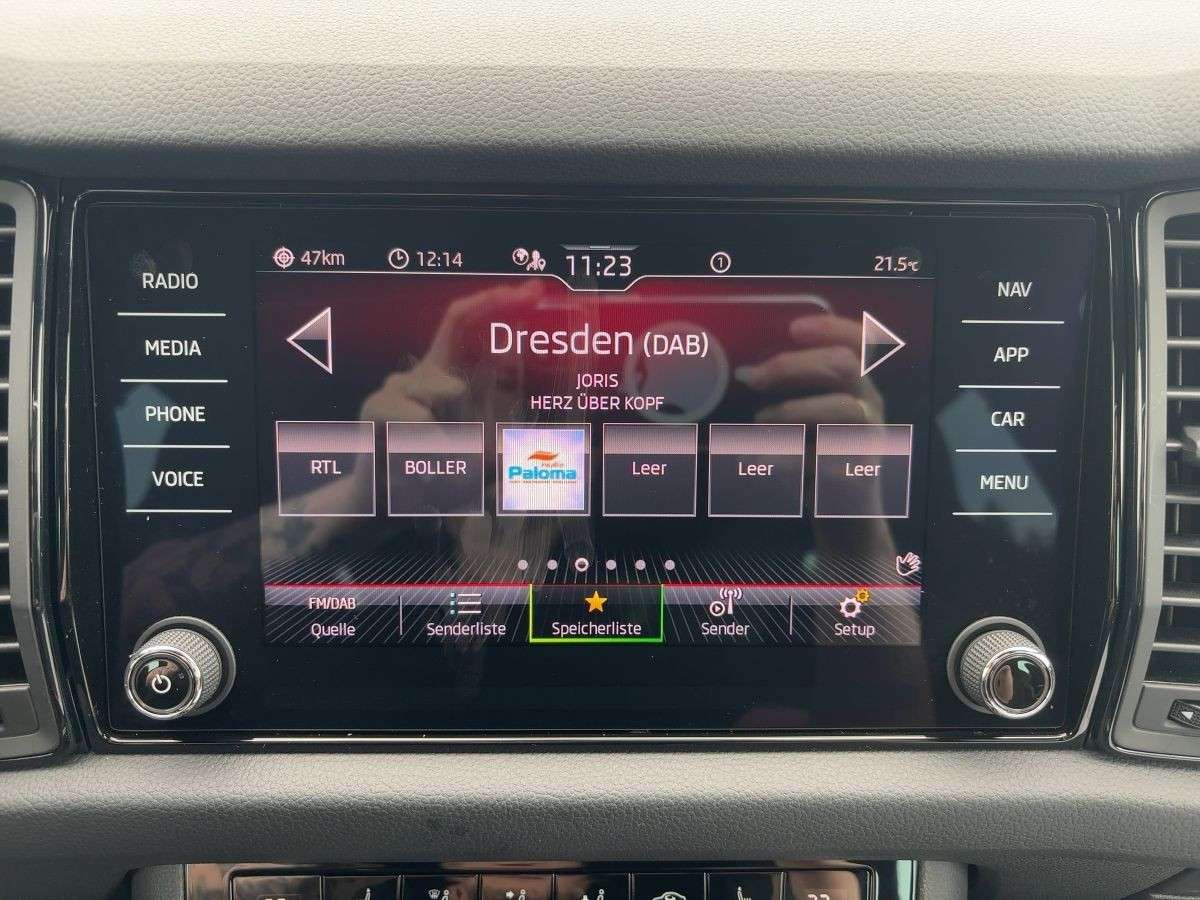 47km 12:14 11:23 1 21.5°C
RADIO
MEDIA
PHONE
VOICE
Dresden (DAB)
JORIS
HERZ ÜBER KOPF
RTL BOLLER Paloma Leer Leer Leer
FM/DAB
Quelle Senderliste Speicherliste Sender Setup
NAV
APP
CAR
MENU